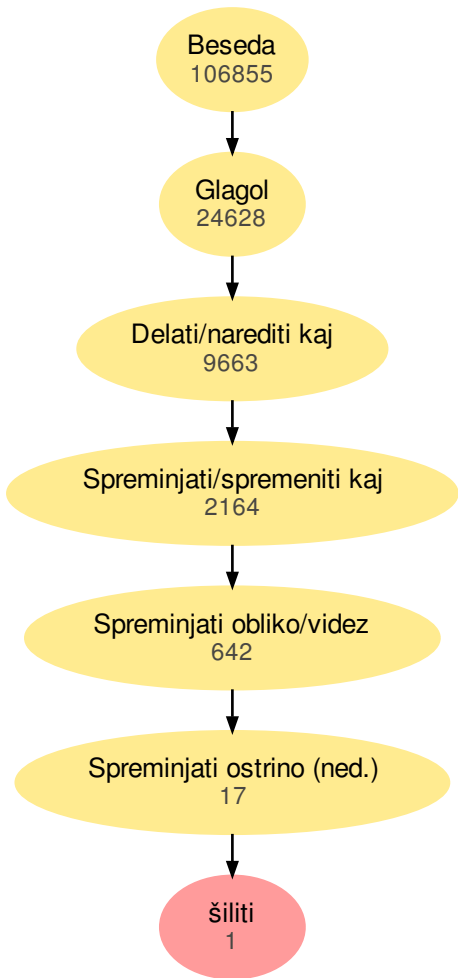 Beseda
106855
Glagol
24628
Delati/narediti kaj
9663
Spreminjati/spremeniti kaj
2164
Spreminjati obliko/videz
642
Spreminjati ostrino (ned.)
17
šiliti
1